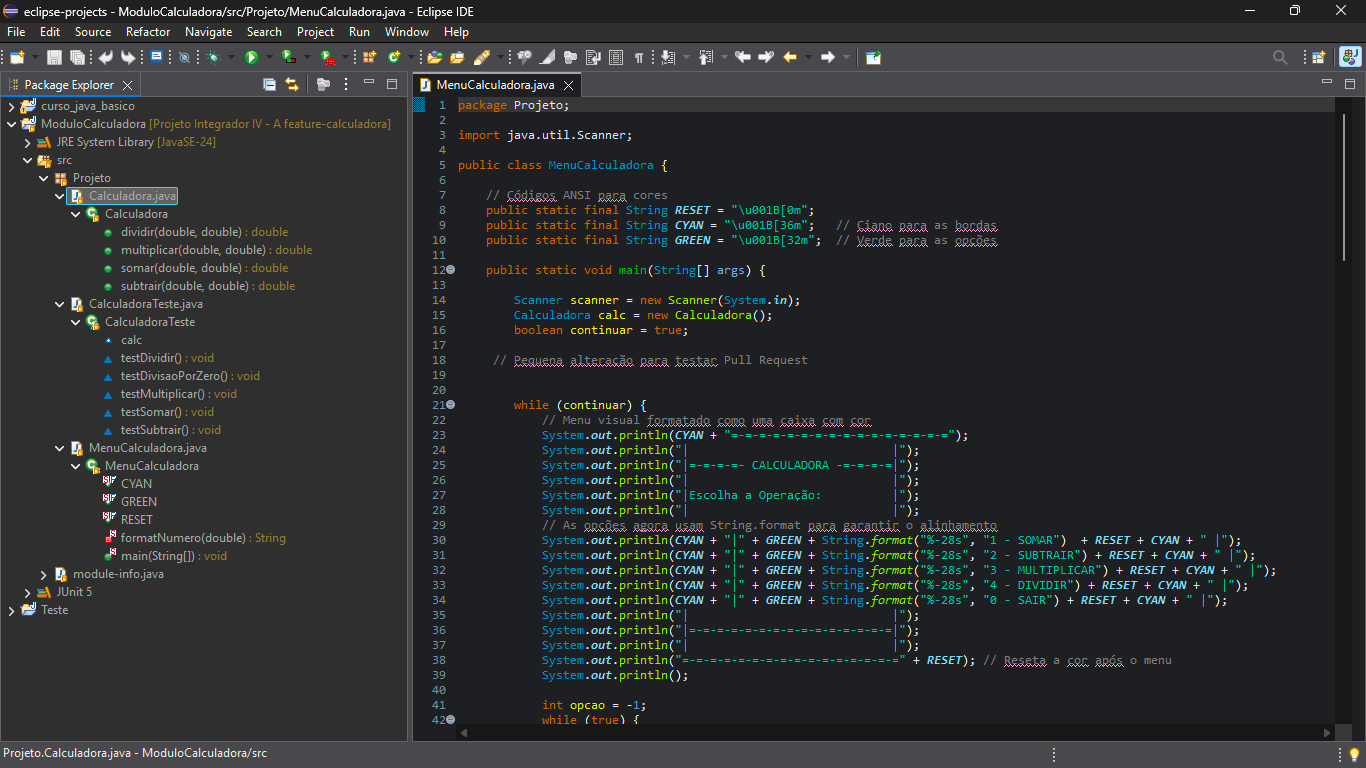 eclipse-projects - ModuloCalculadora/src/Projeto/MenuCalculadora.java - Eclipse IDE
File Edit Source Refactor Navigate Search Project Run Window Help
Package Explorer
curso_java_basico
ModuloCalculadora [Projeto Integrador IV - A feature-calculadora]
JRE System Library [JavaSE-24]
src
Projeto
Calculadora.java
Calculadora
dividir(double, double) : double
multiplicar(double, double) : double
somar(double, double) : double
subtrair(double, double) : double
CalculadoraTeste.java
CalculadoraTeste
calc
testDividir() : void
testDivisaoPorZero() : void
testMultiplicar() : void
testSomar() : void
testSubtrair() : void
MenuCalculadora.java
MenuCalculadora
CYAN
GREEN
RESET
formatNumero(double) : String
main(String[]) : void
module-info.java
JUnit 5
Teste
MenuCalculadora.java
1 package Projeto;
2
3 import java.util.Scanner;
4
5 public class MenuCalculadora {
6
7 // Códigos ANSI para cores
8 public static final String RESET = "\u001B[0m";
9 public static final String CYAN = "\u001B[36m"; // Ciano para as bordas
10 public static final String GREEN = "\u001B[32m"; // Verde para as opções
11
12 public static void main(String[] args) {
13
14 Scanner scanner = new Scanner(System.in);
15 Calculadora calc = new Calculadora();
16 boolean continuar = true;
17
18 // Pequena alteração para testar Pull Request
19
20
21 while (continuar) {
22 // Menu visual formatado como uma caixa com cor
23 System.out.println(CYAN + "=-=-=-=-=-=-=-=-=-=-=-=-=-=-=-=");
24 System.out.println("| |");
25 System.out.println("|=-=-=-=- CALCULADORA -=-=-=-=|");
26 System.out.println("| |");
27 System.out.println("|Escolha a Operação: |");
28 System.out.println("| |");
29 // As opções agora usam String.format para garantir o alinhamento
30 System.out.println(CYAN + "|" + GREEN + String.format("%-28s", "1 - SOMAR") + RESET + CYAN + " |");
31 System.out.println(CYAN + "|" + GREEN + String.format("%-28s", "2 - SUBTRAIR") + RESET + CYAN + " |");
32 System.out.println(CYAN + "|" + GREEN + String.format("%-28s", "3 - MULTIPLICAR") + RESET + CYAN + " |");
33 System.out.println(CYAN + "|" + GREEN + String.format("%-28s", "4 - DIVIDIR") + RESET + CYAN + " |");
34 System.out.println(CYAN + "|" + GREEN + String.format("%-28s", "0 - SAIR") + RESET + CYAN + " |");
35 System.out.println("| |");
36 System.out.println("|=-=-=-=-=-=-=-=-=-=-=-=-=-=-=|");
37 System.out.println("| |");
38 System.out.println("=-=-=-=-=-=-=-=-=-=-=-=-=-=-=-=" + RESET); // Reseta a cor após o menu
39 System.out.println();
40
41 int opcao = -1;
42 while (true) {
Projeto.Calculadora.java - ModuloCalculadora/src